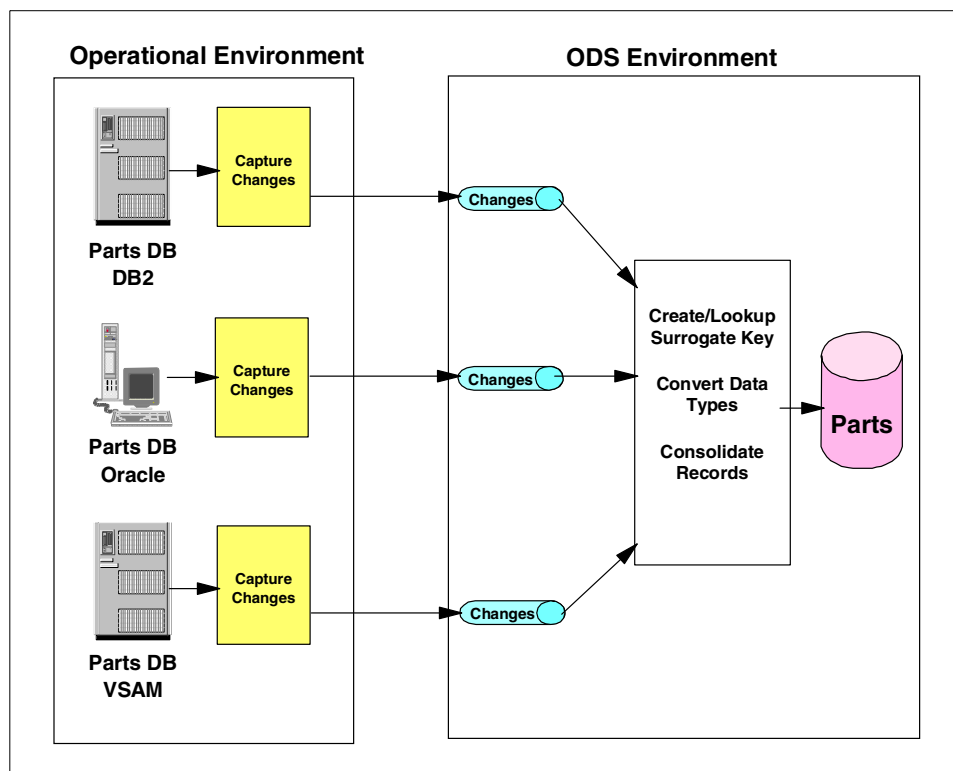 Operational Environment
ODS Environment
Capture
Changes
Parts DB
DB2
Changes
Capture
Changes
Parts DB
Oracle
Changes
Capture
Changes
Parts DB
VSAM
Changes
Create/Lookup
Surrogate Key
Convert Data
Types
Consolidate
Records
Parts